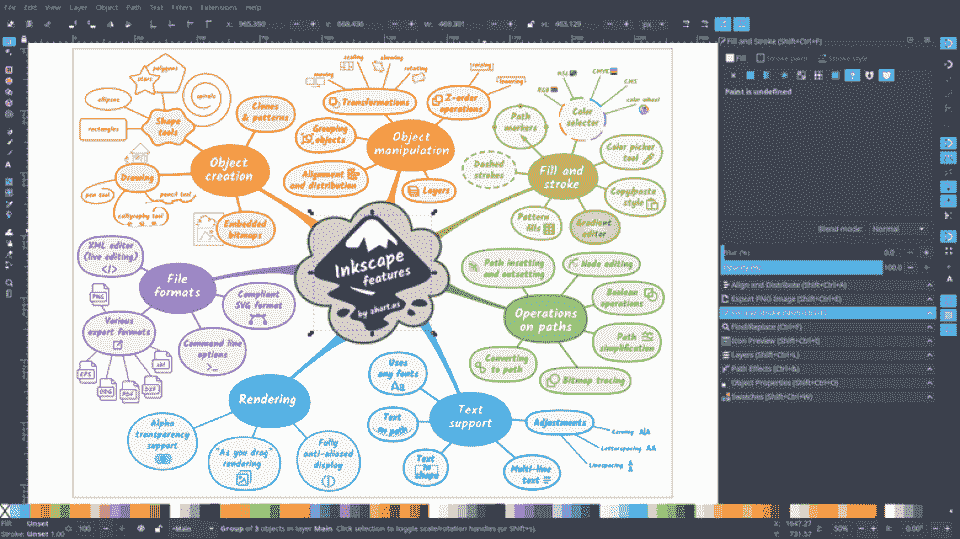 File Edit View Layer Object Path Text Filters Extensions Help
Fill and Stroke (Shift+Ctrl+F)
Fill
Stroke paint
Stroke style
Paint is undefined
Blend mode: Normal
Blur (%)
0.0
100.0
Align and Distribute (Shift+Ctrl+A)
Export PNG Image (Shift+Ctrl+E)
Find/Replace (Ctrl+F)
Icon Preview (Shift+Ctrl+I)
Layers (Shift+Ctrl+L)
Path Effects (Ctrl+&)
Object Properties (Shift+Ctrl+O)
Swatches (Shift+Ctrl+W)
polygons
stars
ellipses
spirals
rectangles
Shape
tools
Clones
& patterns
Object
creation
Drawing
pen tool
pencil tool
calligraphy tool
Embedded
bitmaps
moving
scaling
skewing
rotating
Transformations
raising
lowering
Z-order
operations
Grouping
objects
Object
manipulation
Alignment
and distribution
Layers
RGB
HSL
CMYK
CMS
color wheel
Color
selector
Path
markers
Color picker
tool
Dashed
strokes
Fill and
stroke
Copy/paste
style
Pattern
fills
Gradient
editor
Inkscape
features
by ahart.us
XML editor
(live editing)
</>
File
formats
PNG
Various
export formats
Compliant
SVG format
Command line
options
>_
EPS
ODG
PDF
DXF
Path insetting
and outsetting
Node editing
Boolean
operations
Operations
on paths
Path
simplification
Converting
to path
Bitmap tracing
Rendering
Alpha
transparency
support
"As you drag"
rendering
Fully
anti-aliased
display
Uses
any fonts
Aa
Text
on path
Text
support
Text
to
shape
Multi-line
text
Adjustments
Kerning
Letterspacing
Linespacing
Fill: Unset
Stroke: Unset 1.00
O: 100
Main
Group of 3 objects in layer Main. Click selection to toggle scale/rotation handles (or Shift+s).
X: 1647.27
Y: 731.57
Z: 50%
R: 0.00°